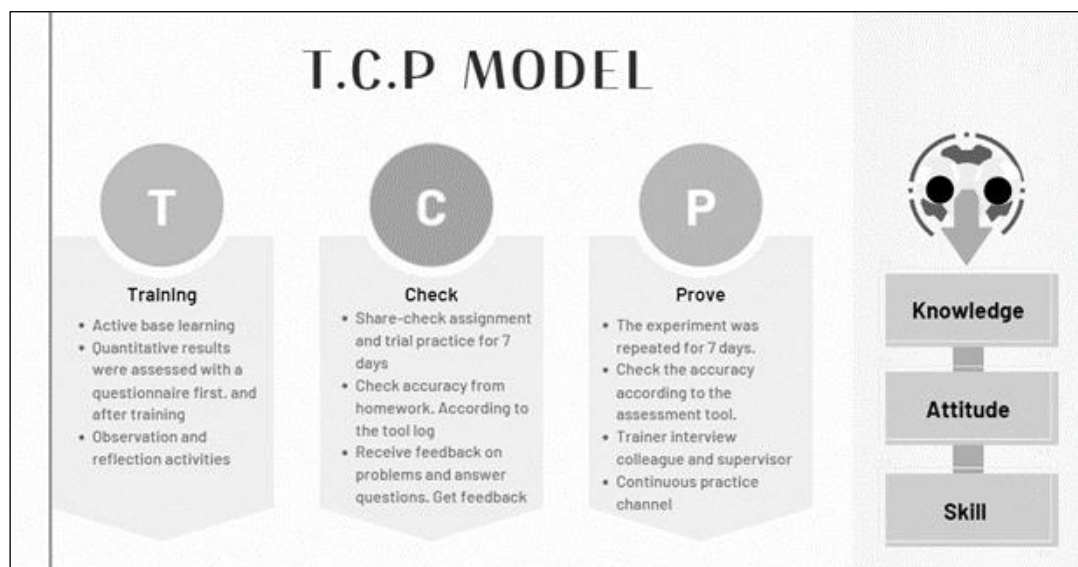 T.C.P MODEL
T
Training
• Active base learning
• Quantitative results
were assessed with a
questionnaire first. and
after training
• Observation and
reflection activities
C
Check
• Share-check assignment
and trial practice for 7
days
• Check accuracy from
homework. According to
the tool log
• Receive feedback on
problems and answer
questions. Get feedback
P
Prove
• The experiment was
repeated for 7 days.
• Check the accuracy
according to the
assessment tool.
• Trainer interview
colleague and supervisor
• Continuous practice
channel
Knowledge
Attitude
Skill